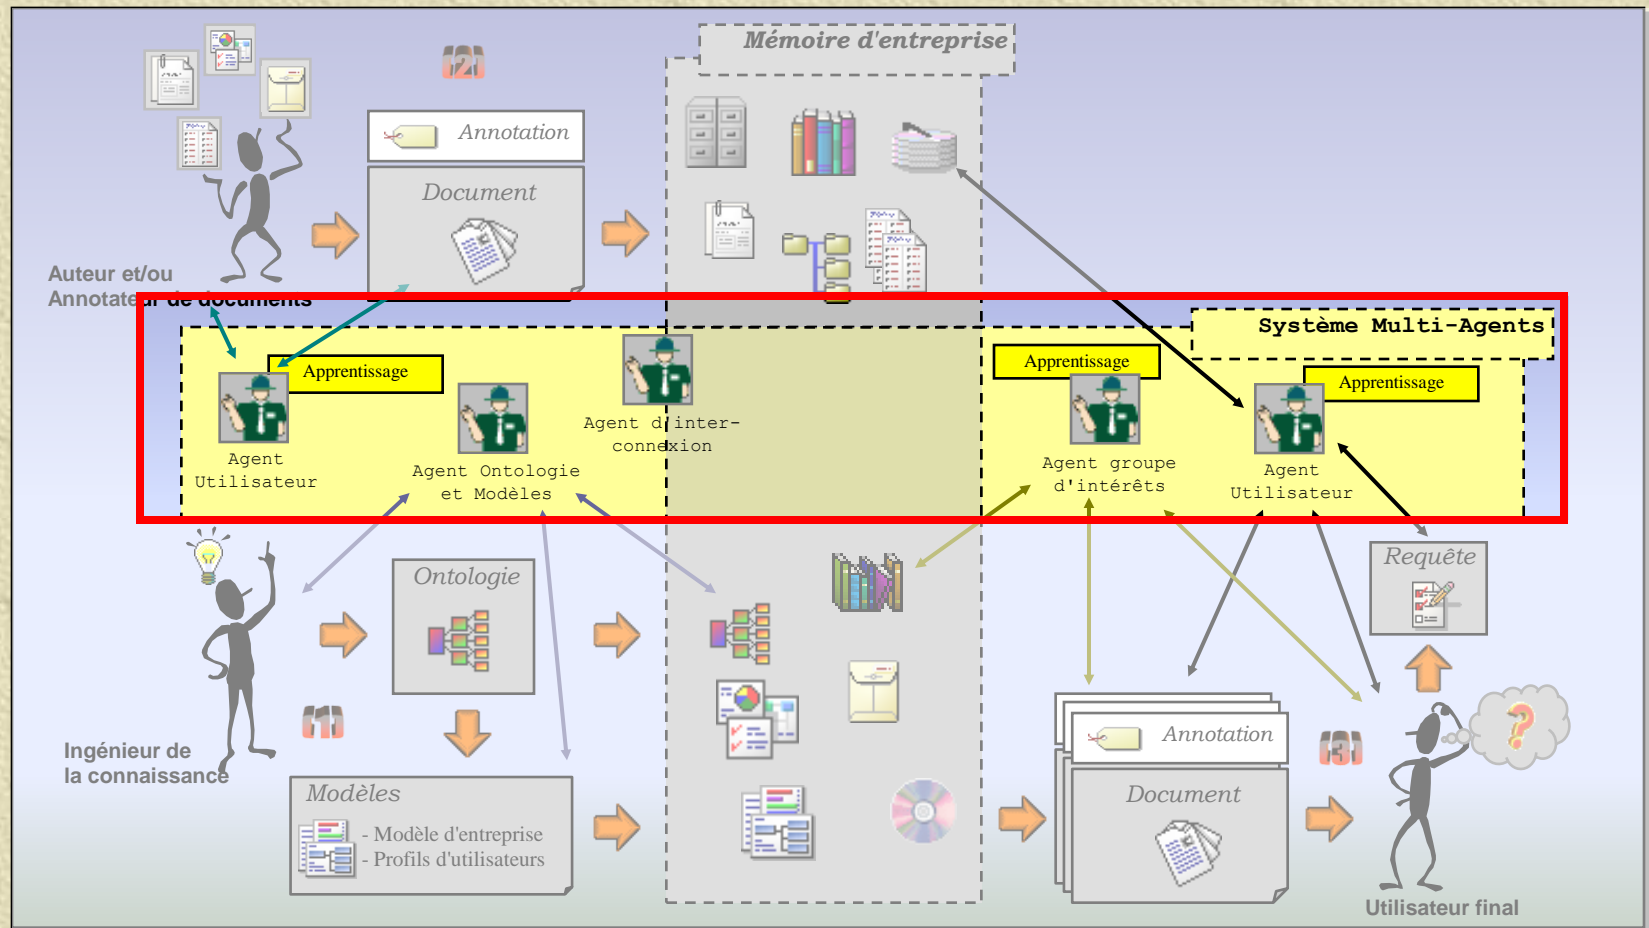 Mémoire d'entreprise
[2]
Annotation
Document
Auteur et/ou
Annotateur de documents
Système Multi-Agents
Apprentissage
Apprentissage
Apprentissage
Agent
Utilisateur
Agent Ontologie
et Modèles
Agent d'inter-
connexion
Agent groupe
d'intérêts
Agent
Utilisateur
Ontologie
Requête
[1]
Ingénieur de
la connaissance
Modèles
- Modèle d'entreprise
- Profils d'utilisateurs
Annotation
Document
[3]
?
Utilisateur final